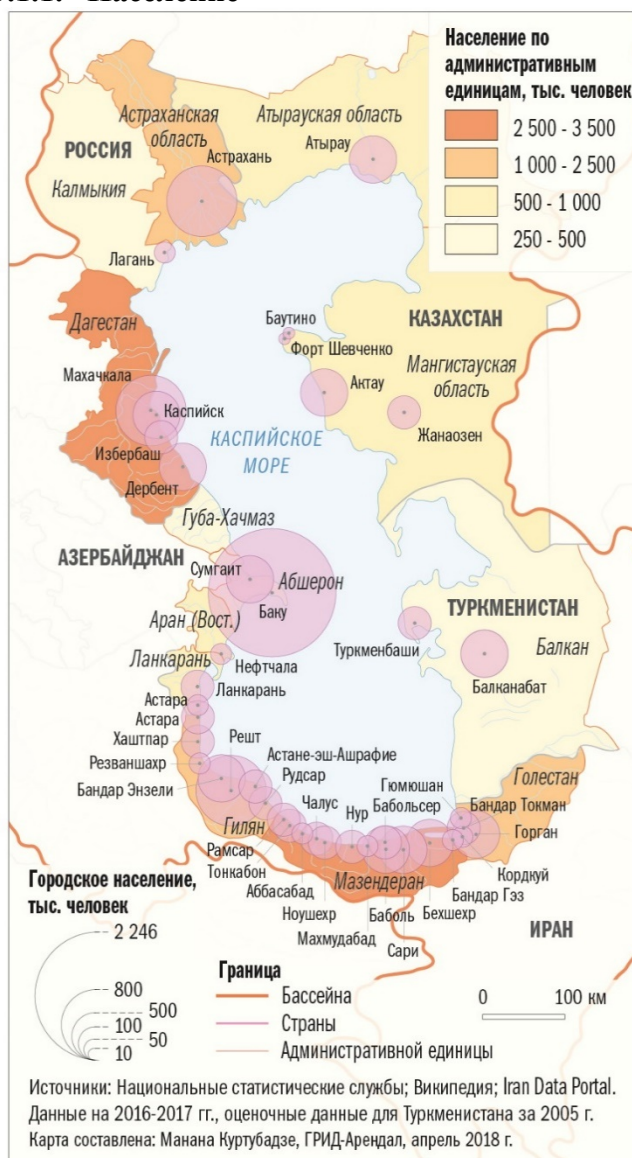 Население по
административным
единицам, тыс. человек
2 500 - 3 500
1 000 - 2 500
500 - 1 000
250 - 500
Астраханская
область
Атырауская область
Атырау
РОССИЯ
Астрахань
Калмыкия
Лагань
Дагестан
Баутино
КАЗАХСТАН
Форт Шевченко
Мангистауская
область
Махачкала
Актау
Каспийск
Жанаозен
КАСПИЙСКОЕ
МОРЕ
Избербаш
Дербент
Губа-Хачмаз
АЗЕРБАЙДЖАН
Сумгаит
Абшерон
Баку
ТУРКМЕНИСТАН
Аран (Вост.)
Туркменбаши
Балкан
Ланкарань
Нефтчала
Балканабат
Ланкарань
Астара
Астара
Решт
Хаштпар
Астане-эш-Ашрафие
Резваншахр
Рудсар
Голестан
Бандар Энзели
Чалус
Гюмюшан
Нур
Бабольсер
Бандар Токман
Гилян
Горган
Рамсар
Тонкабон
Мазендеран
Кордкуй
Аббасабад
Бандар Гэз
Ноушехр
Баболь
Бехшехр
Махмудабад
Сари
ИРАН
Городское население,
тыс. человек
2 246
800
500
100
50
10
Граница
Бассейна
Страны
Административной единицы
0 100 км
Источники: Национальные статистические службы; Википедия; Iran Data Portal.
Данные на 2016-2017 гг., оценочные данные для Туркменистана за 2005 г.
Карта составлена: Манана Куртубадзе, ГРИД-Арендал, апрель 2018 г.